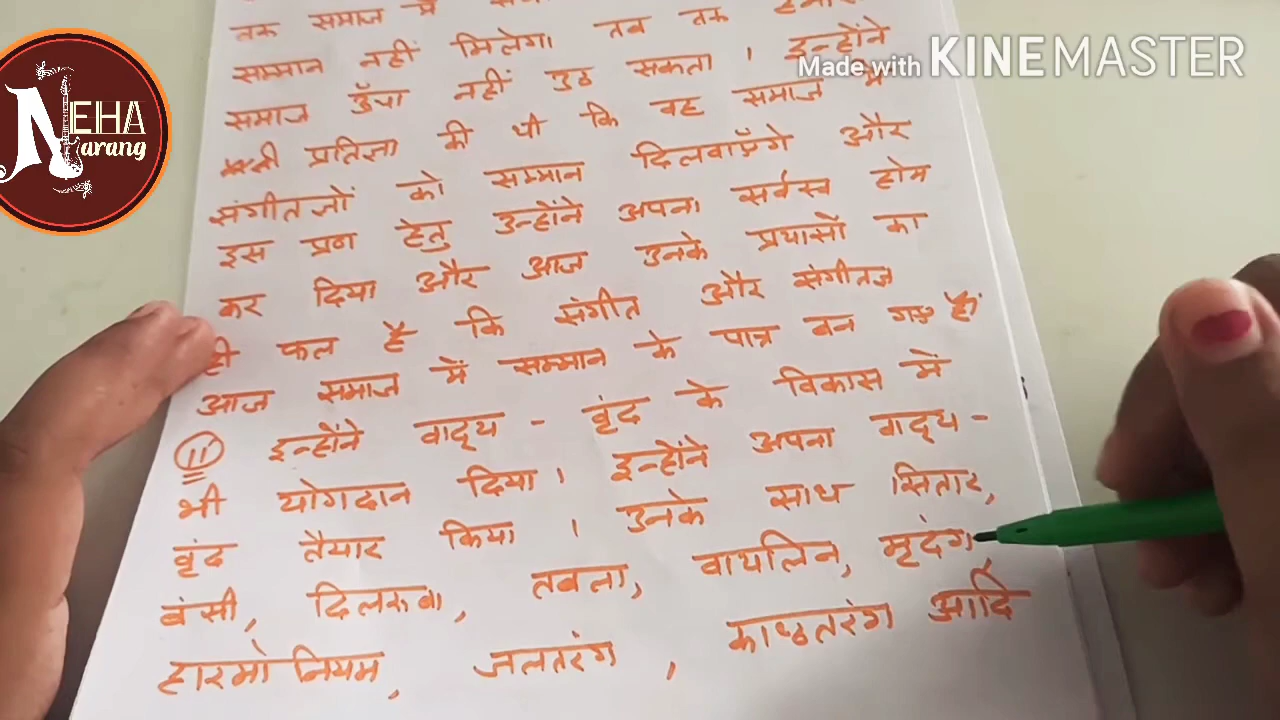 तक समाज में
सम्मान नहीं मिलेगा तब तक
समाज ऊँचा नहीं उठ सकता । इन्होंने
प्रतिज्ञा की थी कि वह समाज में
संगीतज्ञों को सम्मान दिलवाएँगे और
इस प्रण हेतु उन्होंने अपना सर्वस्व होम
कर दिया और आज उनके प्रयासों का
ही फल है कि संगीत और संगीतज्ञ
आज समाज में सम्मान के पात्र बन गए हैं।
11 इन्होंने वाद्य - वृंद के विकास में
भी योगदान दिया। इन्होंने अपना वाद्य -
वृंद तैयार किया । उनके साथ सितार,
बंसी, दिलरुबा, तबला, वायलिन, मृदंग,
हारमोनियम, जलतरंग, काष्ठतरंग आदि
NEHA
Narang
Made with KINEMASTER